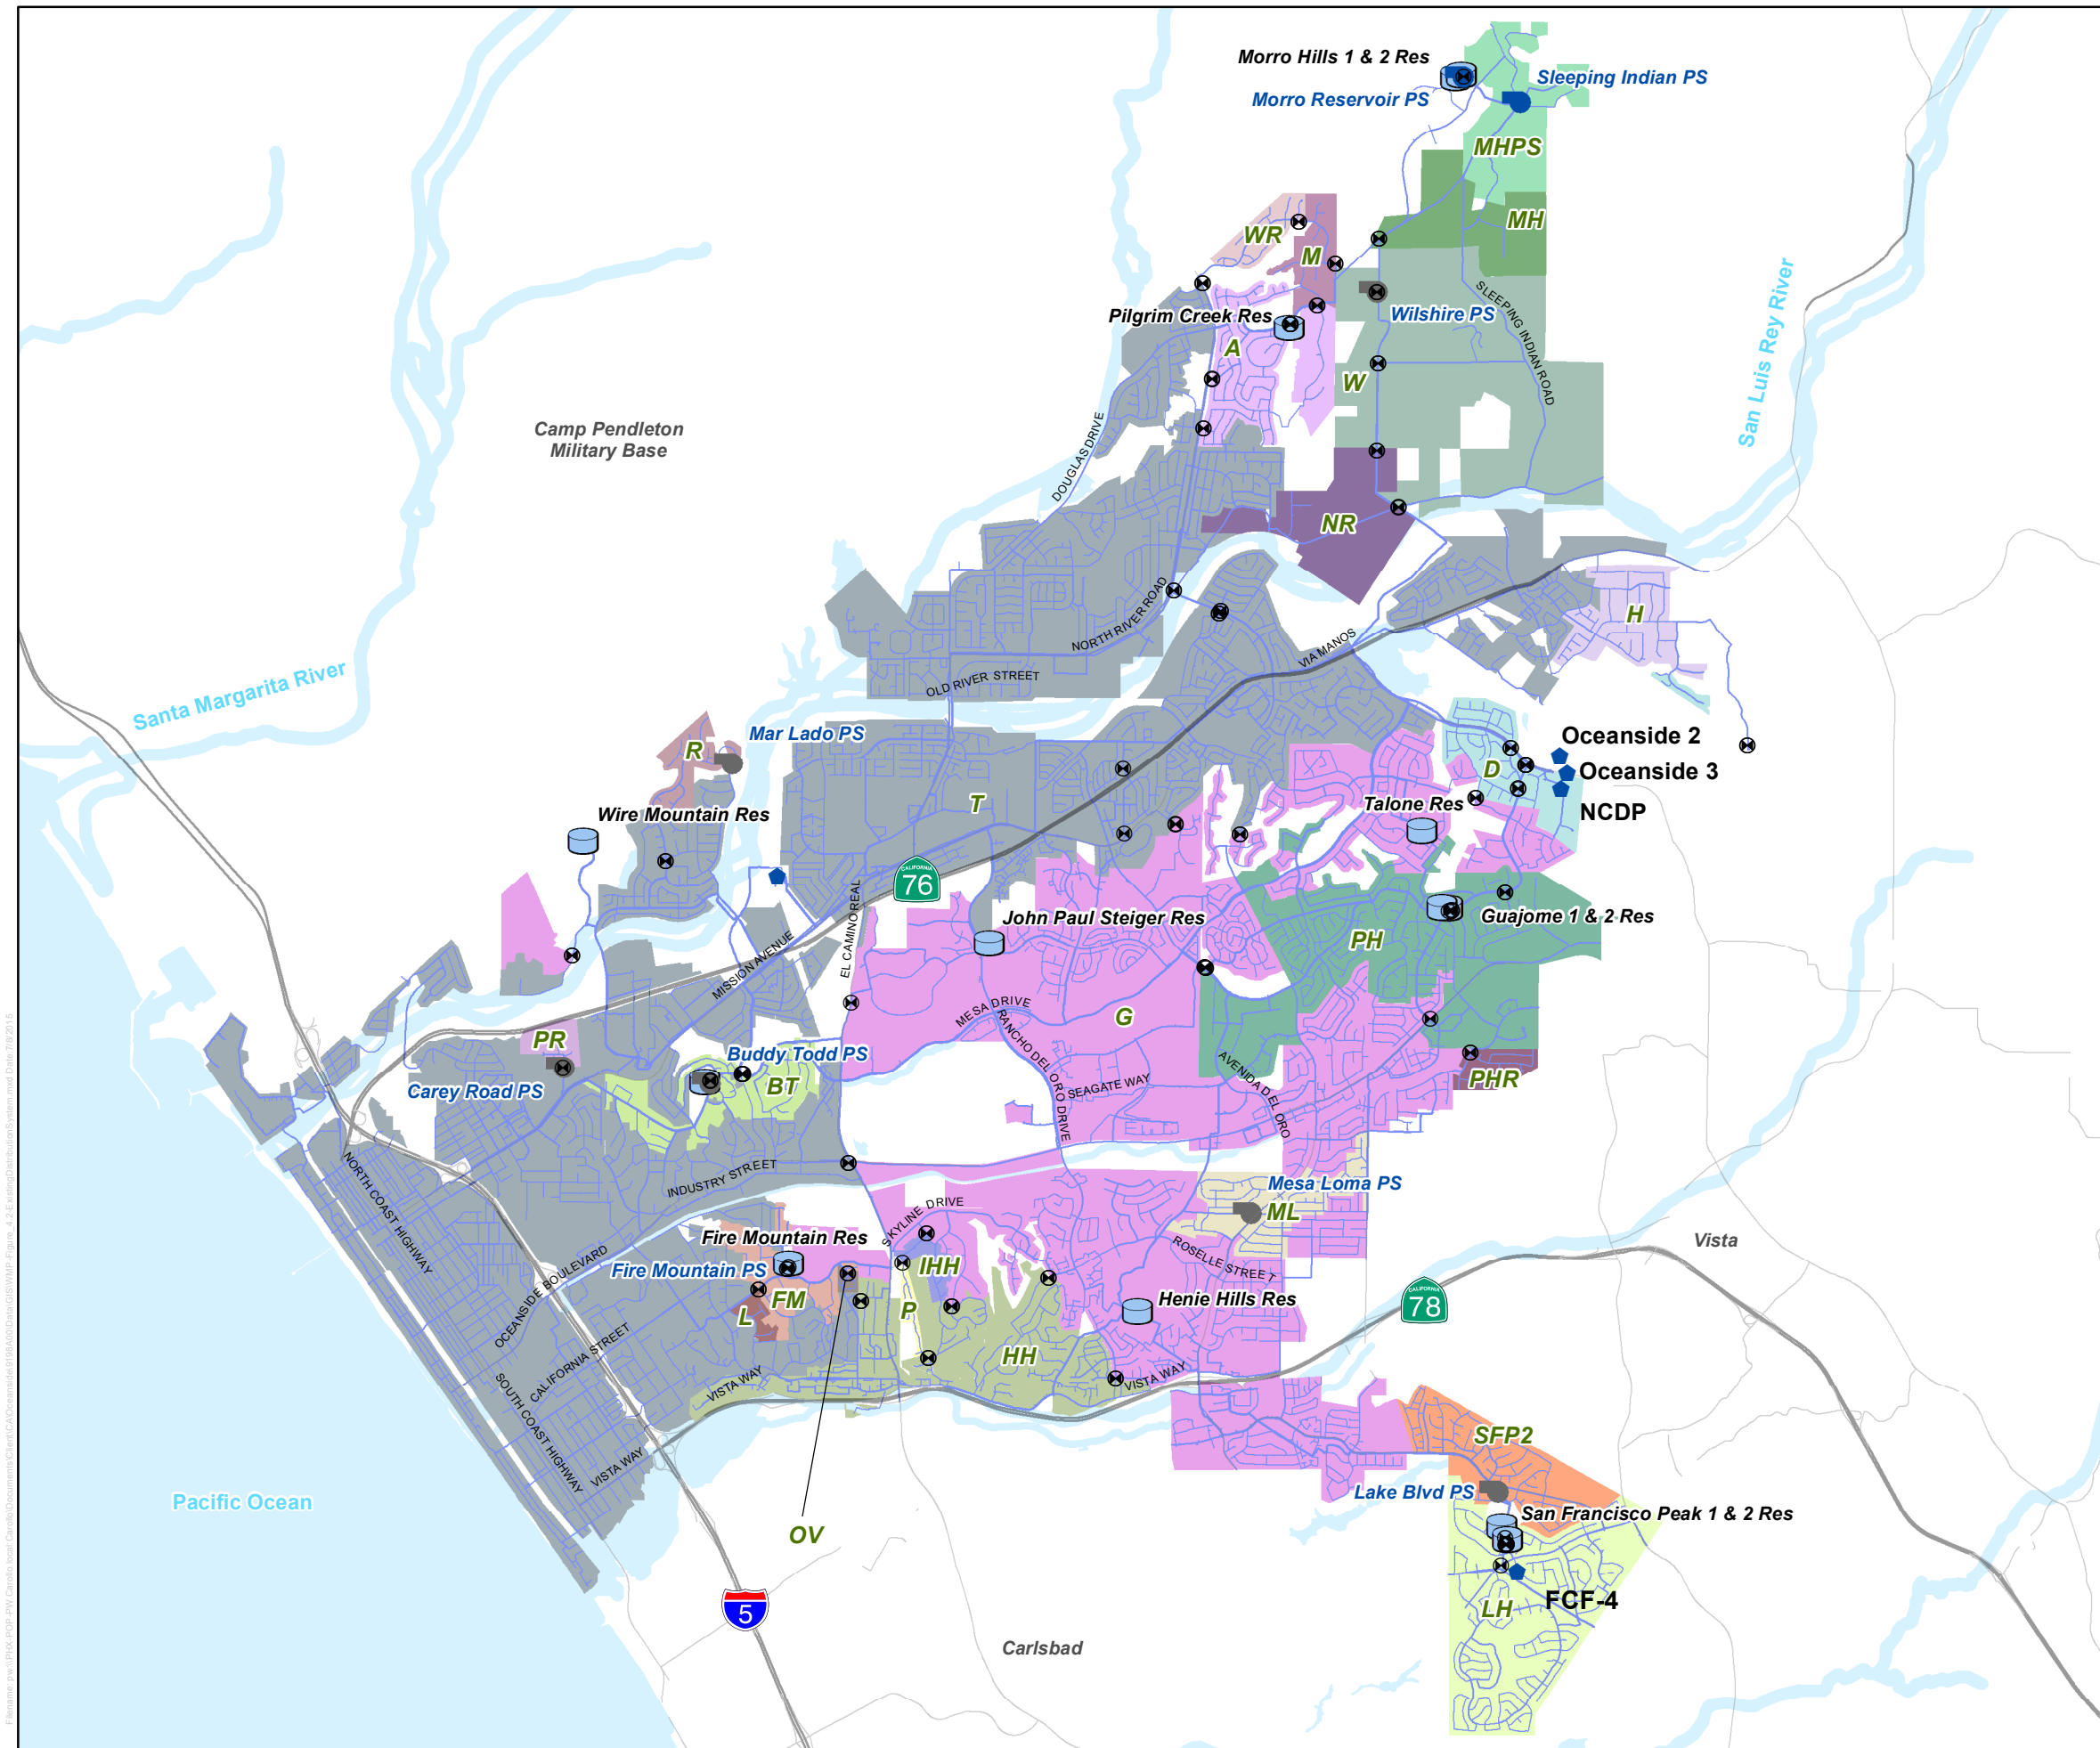 Morro Hills 1 & 2 Res
Sleeping Indian PS
Morro Reservoir PS
MHPS
MH
WR
M
SLEEPING INDIAN ROAD
San Luis Rey River
Pilgrim Creek Res
Wilshire PS
A
W
Camp Pendleton
Military Base
DOUGLAS DRIVE
NR
NORTH RIVER ROAD
H
VIA MANOS
OLD RIVER STREET
Santa Margarita River
Mar Lado PS
R
Oceanside 2
D
Oceanside 3
T
Talone Res
NCDP
Wire Mountain Res
CALIFORNIA
76
EL CAMINO REAL
John Paul Steiger Res
Guajome 1 & 2 Res
PH
MISSION AVENUE
MESA DRIVE
G
RANCHO DEL ORO DRIVE
PR
Buddy Todd PS
BT
AVENIDA D EL ORO
SEAGATE WAY
PHR
Carey Road PS
NORTH COAST HIGHWAY
INDUSTRY STREET
Mesa Loma PS
ML
SKYLINE DRIVE
Fire Mountain Res
ROSELLE STREET
Vista
Fire Mountain PS
IHH
OCEANSIDE BOULEVARD
FM
L
P
Henie Hills Res
CALIFORNIA
78
CALIFORNIA STREET
HH
VISTA WAY
VISTA WAY
SOUTH COAST HIGHWAY
SFP2
VISTA WAY
Lake Blvd PS
Pacific Ocean
San Francisco Peak 1 & 2 Res
OV
5
FCF-4
LH
Carlsbad